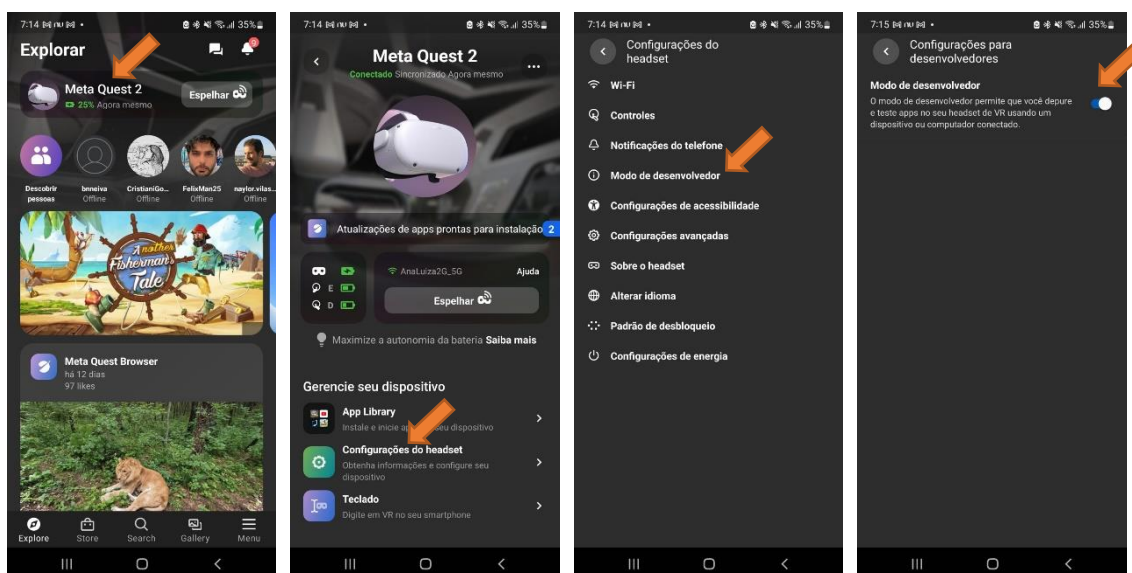 7:14
35%
Explorar
Meta Quest 2
25% Agora mesmo
Espelhar
Descobrir pessoas
bnneiva
Offline
CristianiGo...
Offline
FelixMan25
Offline
naylor.vilas...
Offline
Another
Fisherman's
Tale
Meta Quest Browser
há 12 dias
97 likes
Explore
Store
Search
Gallery
Menu
7:14
35%
Meta Quest 2
Conectado Sincronizado Agora mesmo
Atualizações de apps prontas para instalação 2
AnaLuiza2G_5G
Ajuda
E
D
Espelhar
Maximize a autonomia da bateria Saiba mais
Gerencie seu dispositivo
App Library
Instale e inicie seu dispositivo
Configurações do headset
Obtenha informações e configure seu
dispositivo
Teclado
Digite em VR no seu smartphone
7:14
35%
Configurações do
headset
Wi-Fi
Controles
Notificações do telefone
Modo de desenvolvedor
Configurações de acessibilidade
Configurações avançadas
Sobre o headset
Alterar idioma
Padrão de desbloqueio
Configurações de energia
7:15
35%
Configurações para
desenvolvedores
Modo de desenvolvedor
O modo de desenvolvedor permite que você depure
e teste apps no seu headset de VR usando um
dispositivo ou computador conectado.